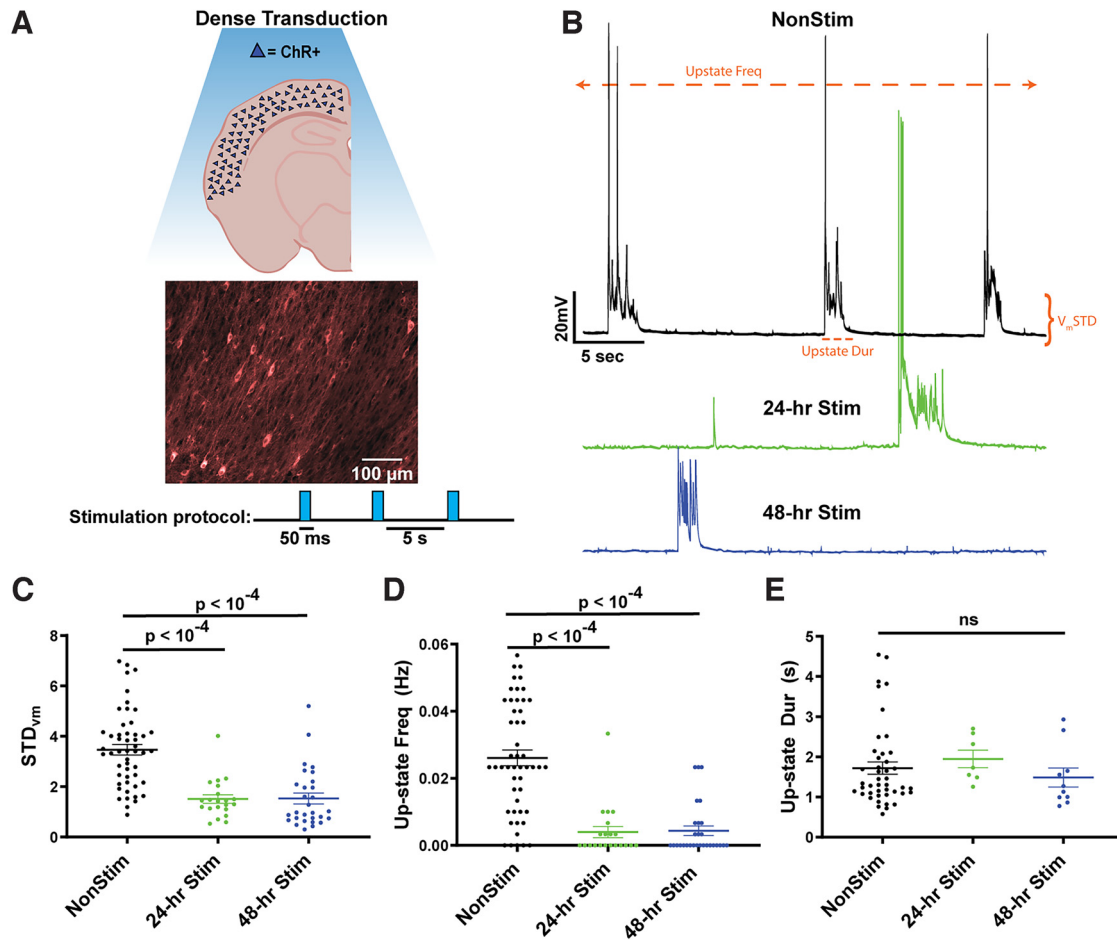 A
Dense Transduction
= ChR+
100 µm
Stimulation protocol:
50 ms
5 s
B
NonStim
Upstate Freq
20mV
5 sec
Upstate Dur
VmSTD
24-hr Stim
48-hr Stim
C
p < 10-4
p < 10-4
STDvm
8
6
4
2
0
NonStim
24-hr Stim
48-hr Stim
D
p < 10-4
p < 10-4
Up-state Freq (Hz)
0.06
0.04
0.02
0.00
NonStim
24-hr Stim
48-hr Stim
E
ns
Up-state Dur (s)
5
4
3
2
1
0
NonStim
24-hr Stim
48-hr Stim